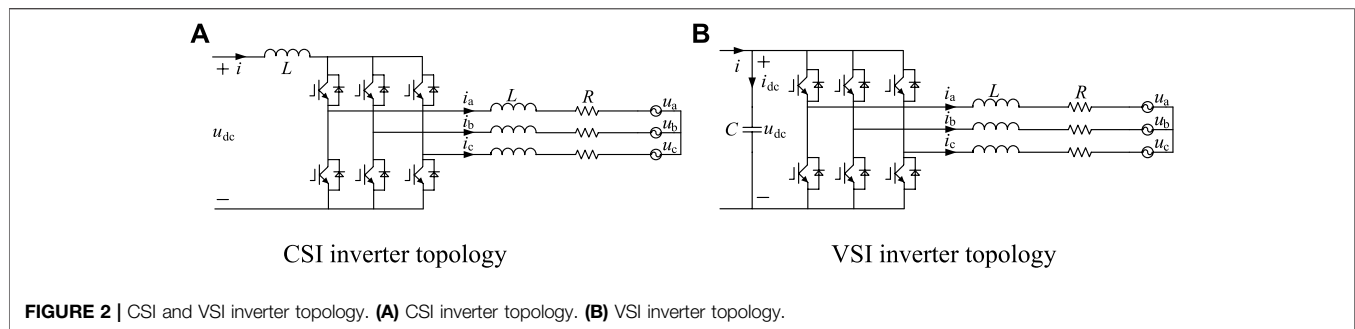 A
+ i
L
i_a
L
R
u_a
i_b
u_b
i_c
u_c
u_dc
−
CSI inverter topology
B
i
+
i_dc
C
u_dc
−
i_a
L
R
u_a
i_b
u_b
i_c
u_c
VSI inverter topology
FIGURE 2 | CSI and VSI inverter topology. (A) CSI inverter topology. (B) VSI inverter topology.